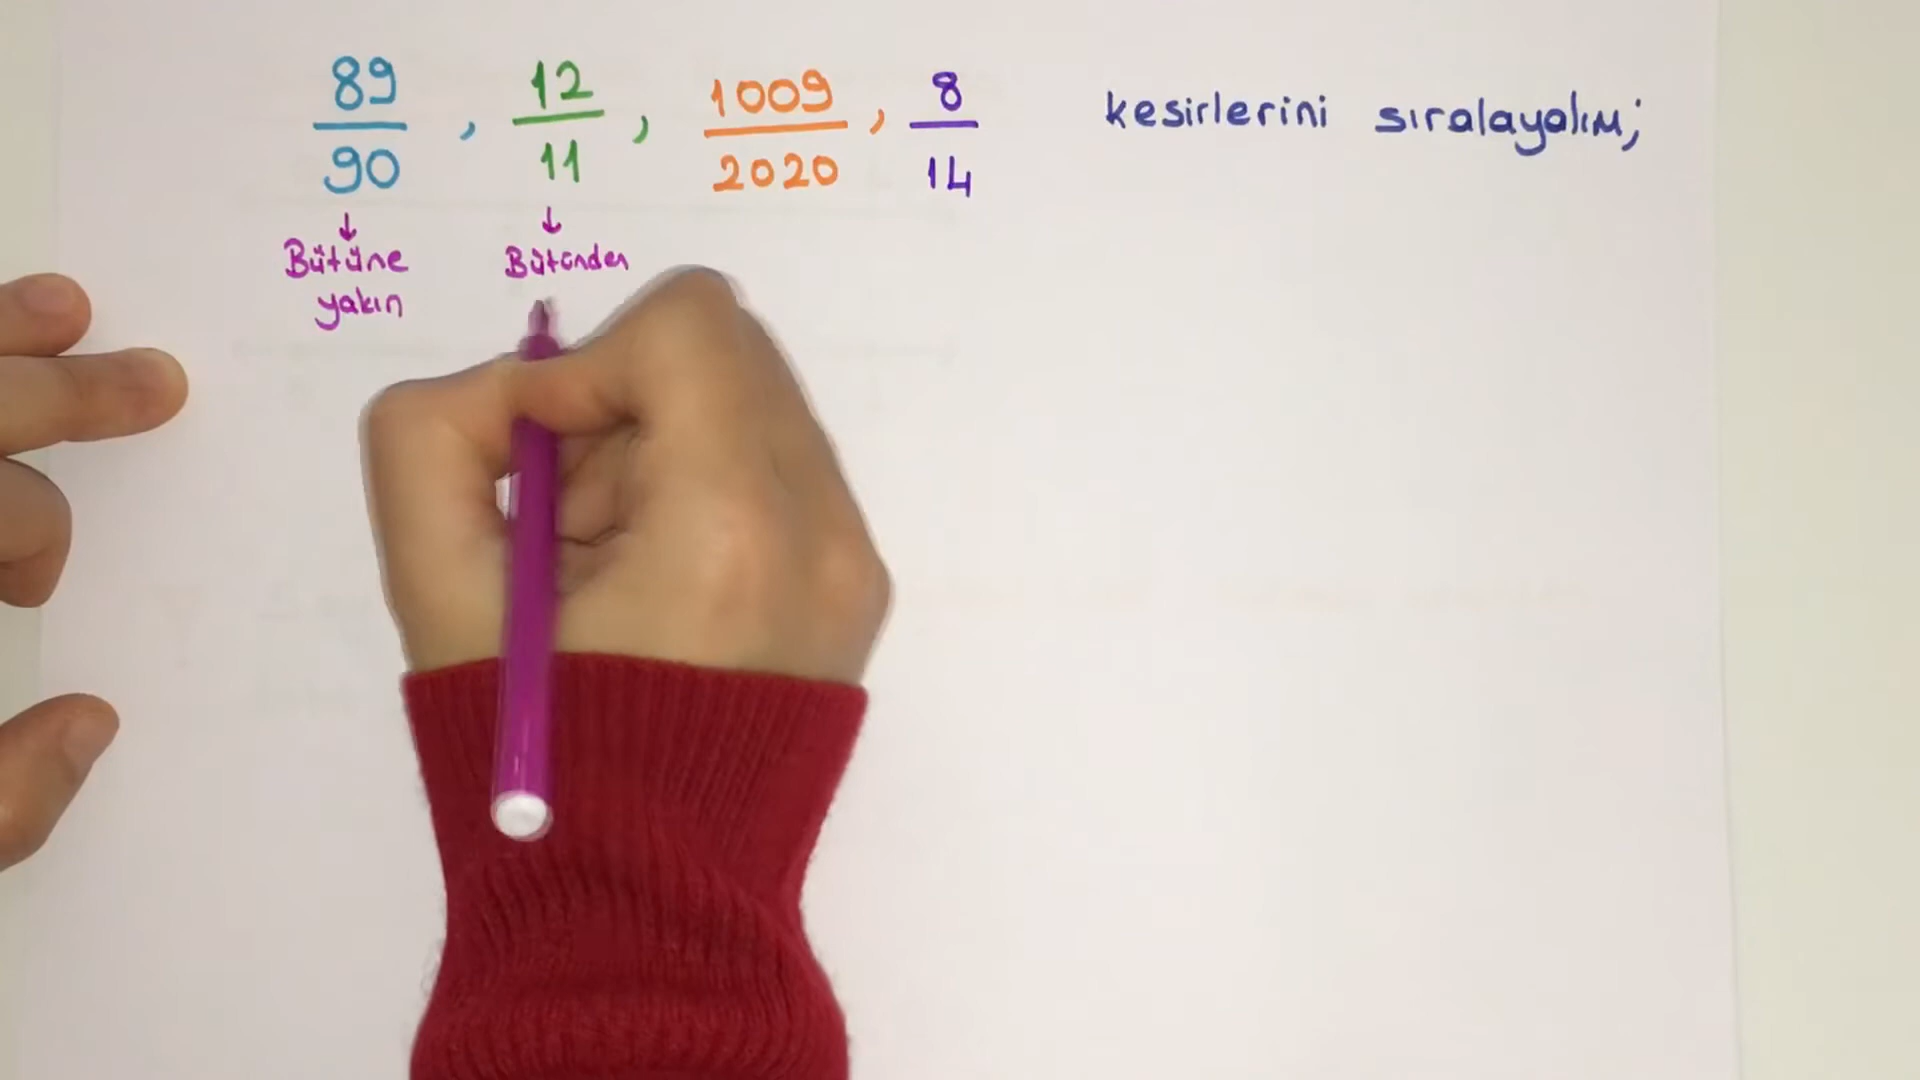 89/90 , 12/11 , 1009/2020 , 8/14 kesirlerini sıralayalım;
↓ ↓
Bütüne Bütünden
yakın